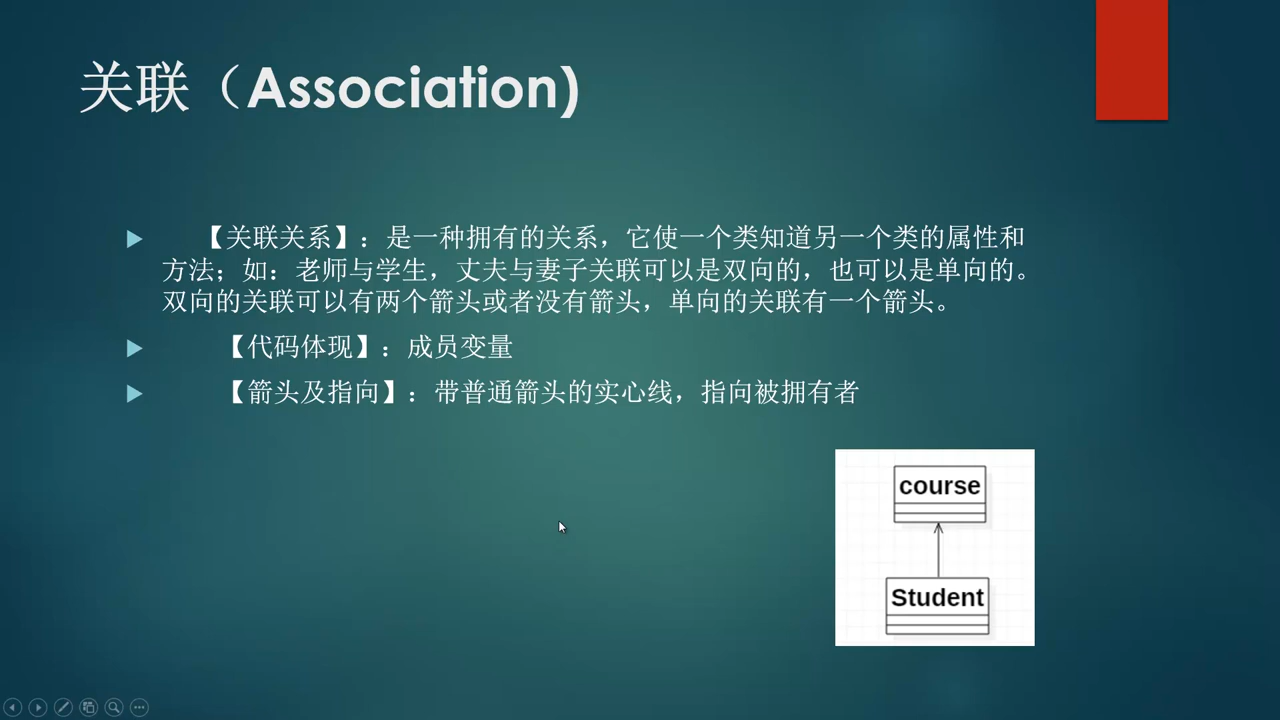 关联（Association)
【关联关系】：是一种拥有的关系，它使一个类知道另一个类的属性和
方法；如：老师与学生，丈夫与妻子关联可以是双向的，也可以是单向的。
双向的关联可以有两个箭头或者没有箭头，单向的关联有一个箭头。
【代码体现】：成员变量
【箭头及指向】：带普通箭头的实心线，指向被拥有者
course
Student